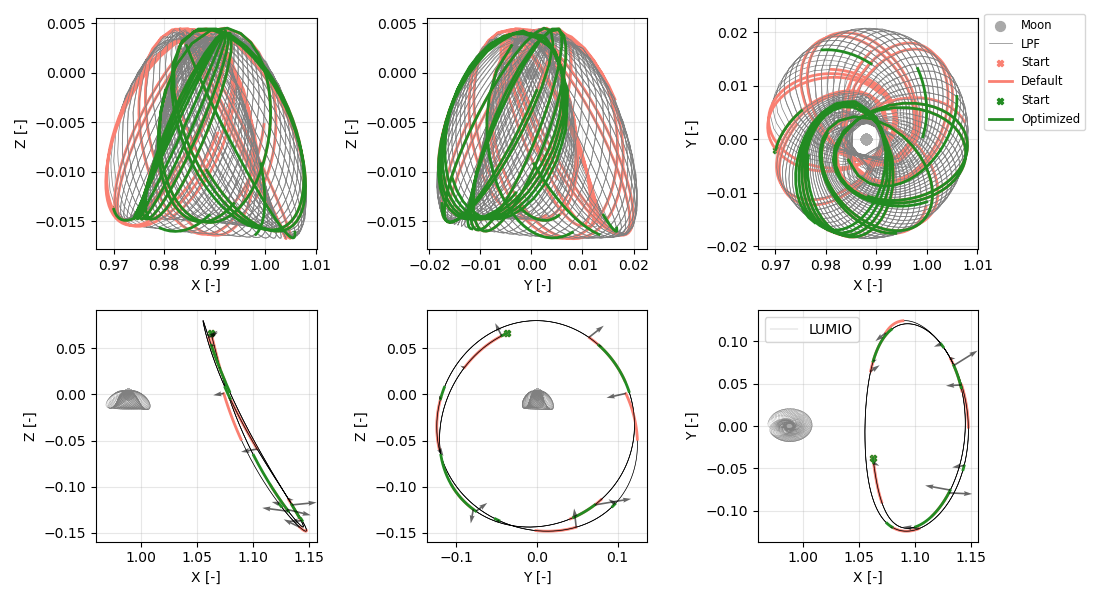 0.005
0.000
−0.005
−0.010
−0.015
Z [-]
0.97
0.98
0.99
1.00
1.01
X [-]
0.005
0.000
−0.005
−0.010
−0.015
Z [-]
−0.02
−0.01
0.00
0.01
0.02
Y [-]
0.02
0.01
0.00
−0.01
−0.02
Y [-]
0.97
0.98
0.99
1.00
1.01
X [-]
Moon
LPF
Start
Default
Start
Optimized
0.05
0.00
−0.05
−0.10
−0.15
Z [-]
1.00
1.05
1.10
1.15
X [-]
0.05
0.00
−0.05
−0.10
−0.15
Z [-]
−0.1
0.0
0.1
Y [-]
LUMIO
0.10
0.05
0.00
−0.05
−0.10
Y [-]
1.00
1.05
1.10
1.15
X [-]